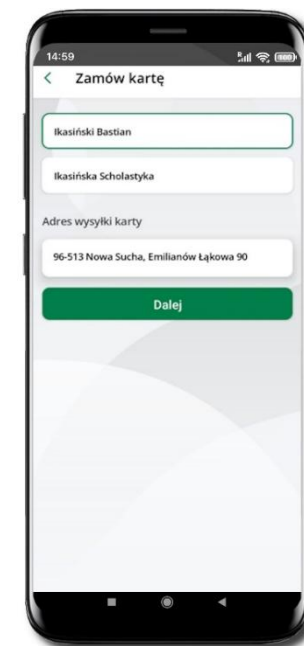 14:59
Zamów kartę
Ikasiński Bastian
Ikasińska Scholastyka
Adres wysyłki karty
96-513 Nowa Sucha, Emilianów Łąkowa 90
Dalej